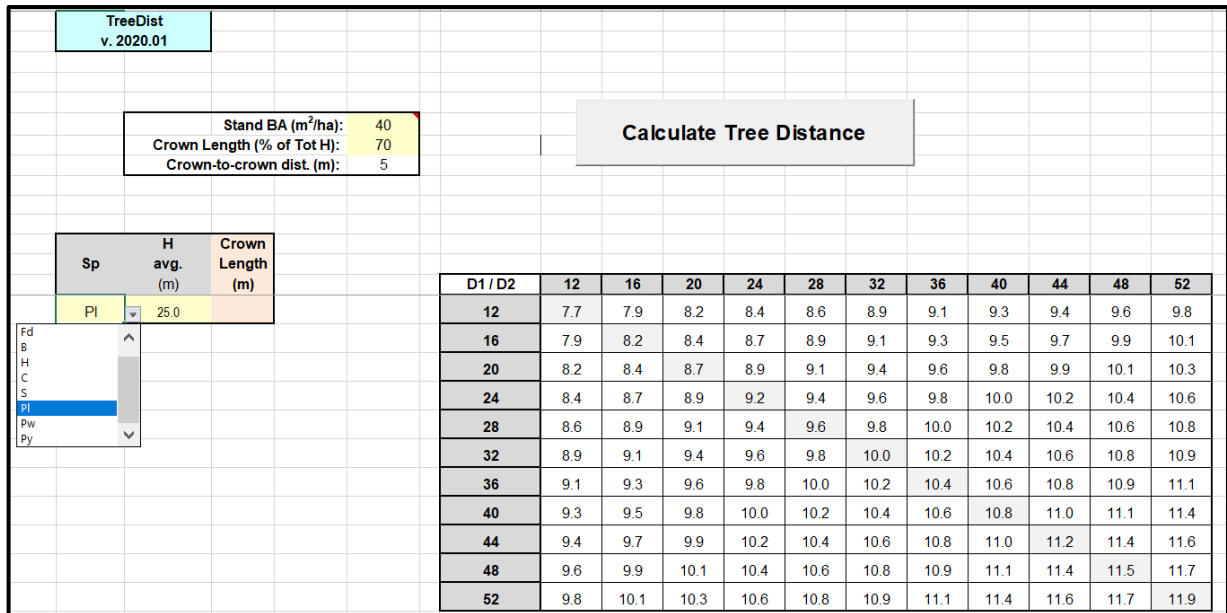 TreeDist
v. 2020.01
Stand BA (m²/ha): 40
Crown Length (% of Tot H): 70
Crown-to-crown dist. (m): 5
Calculate Tree Distance
Sp H avg. (m) Crown Length (m)
Pl 25.0
Fd
B
H
C
S
Pl
Pw
Py
D1 / D2 12 16 20 24 28 32 36 40 44 48 52
12 7.7 7.9 8.2 8.4 8.6 8.9 9.1 9.3 9.4 9.6 9.8
16 7.9 8.2 8.4 8.7 8.9 9.1 9.3 9.5 9.7 9.9 10.1
20 8.2 8.4 8.7 8.9 9.1 9.4 9.6 9.8 9.9 10.1 10.3
24 8.4 8.7 8.9 9.2 9.4 9.6 9.8 10.0 10.2 10.4 10.6
28 8.6 8.9 9.1 9.4 9.6 9.8 10.0 10.2 10.4 10.6 10.8
32 8.9 9.1 9.4 9.6 9.8 10.0 10.2 10.4 10.6 10.8 10.9
36 9.1 9.3 9.6 9.8 10.0 10.2 10.4 10.6 10.8 10.9 11.1
40 9.3 9.5 9.8 10.0 10.2 10.4 10.6 10.8 11.0 11.1 11.4
44 9.4 9.7 9.9 10.2 10.4 10.6 10.8 11.0 11.2 11.4 11.6
48 9.6 9.9 10.1 10.4 10.6 10.8 10.9 11.1 11.4 11.5 11.7
52 9.8 10.1 10.3 10.6 10.8 10.9 11.1 11.4 11.6 11.7 11.9